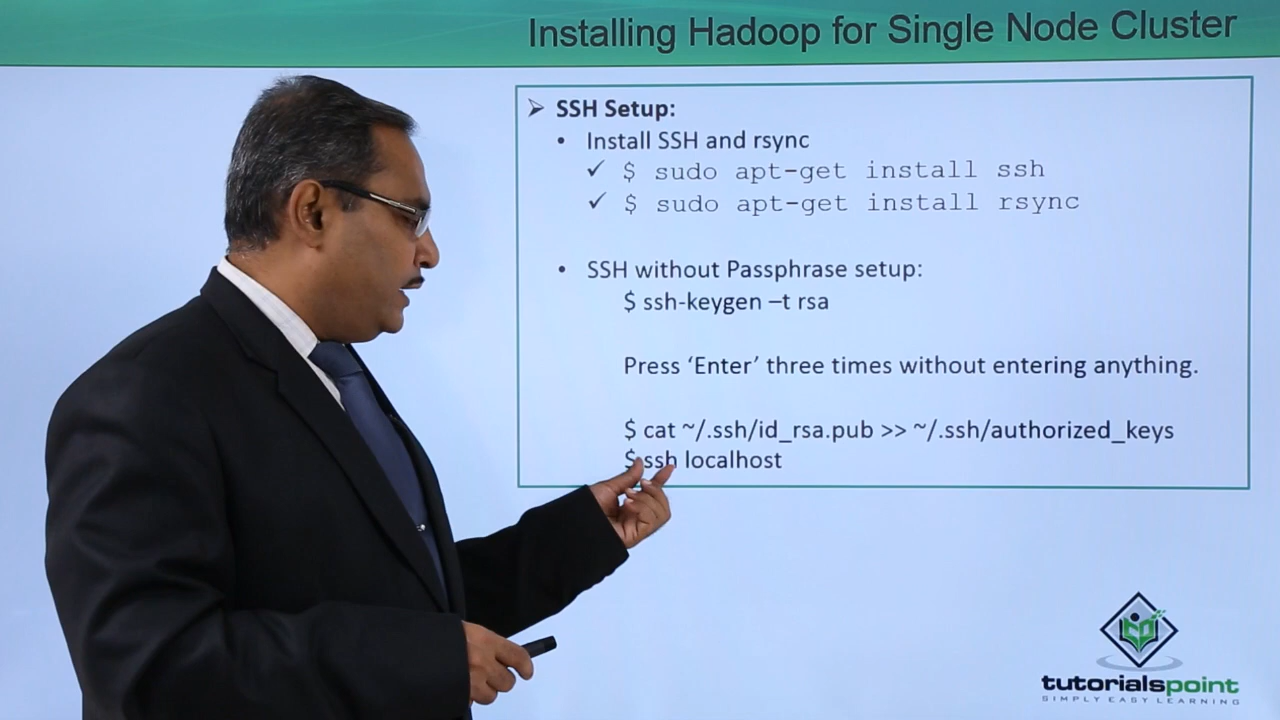 Installing Hadoop for Single Node Cluster
➢ SSH Setup:
• Install SSH and rsync
✓ $ sudo apt-get install ssh
✓ $ sudo apt-get install rsync
• SSH without Passphrase setup:
$ ssh-keygen –t rsa
Press ‘Enter’ three times without entering anything.
$ cat ~/.ssh/id_rsa.pub >> ~/.ssh/authorized_keys
$ ssh localhost
tutorialspoint
SIMPLY EASY LEARNING